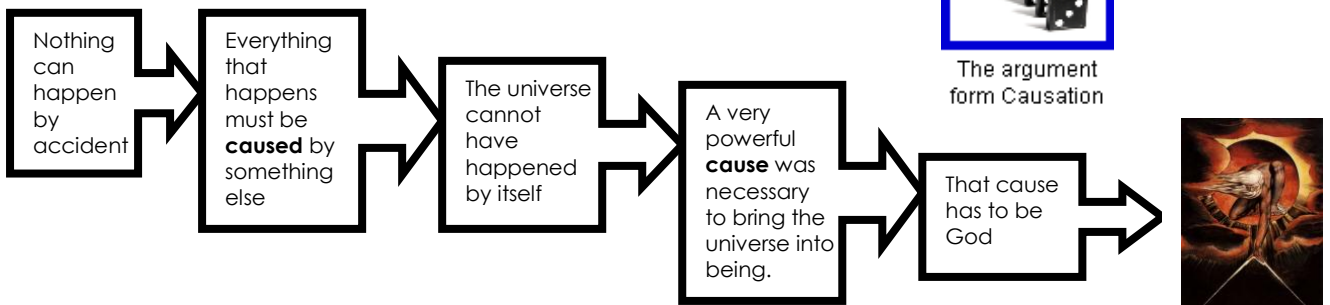 Nothing
can
happen
by
accident
Everything
that
happens
must be
caused by
something
else
The universe
cannot
have
happened
by itself
A very
powerful
cause was
necessary
to bring the
universe into
being.
That cause
has to be
God
The argument
form Causation